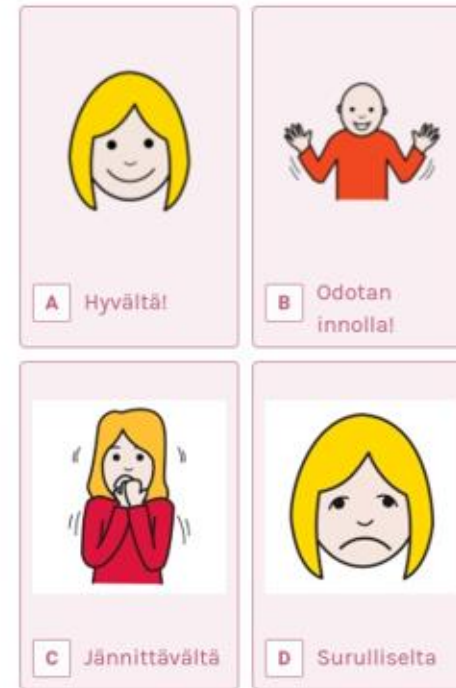 A Hyvältä!
B Odotan
innolla!
C Jännittävältä
D Surulliselta